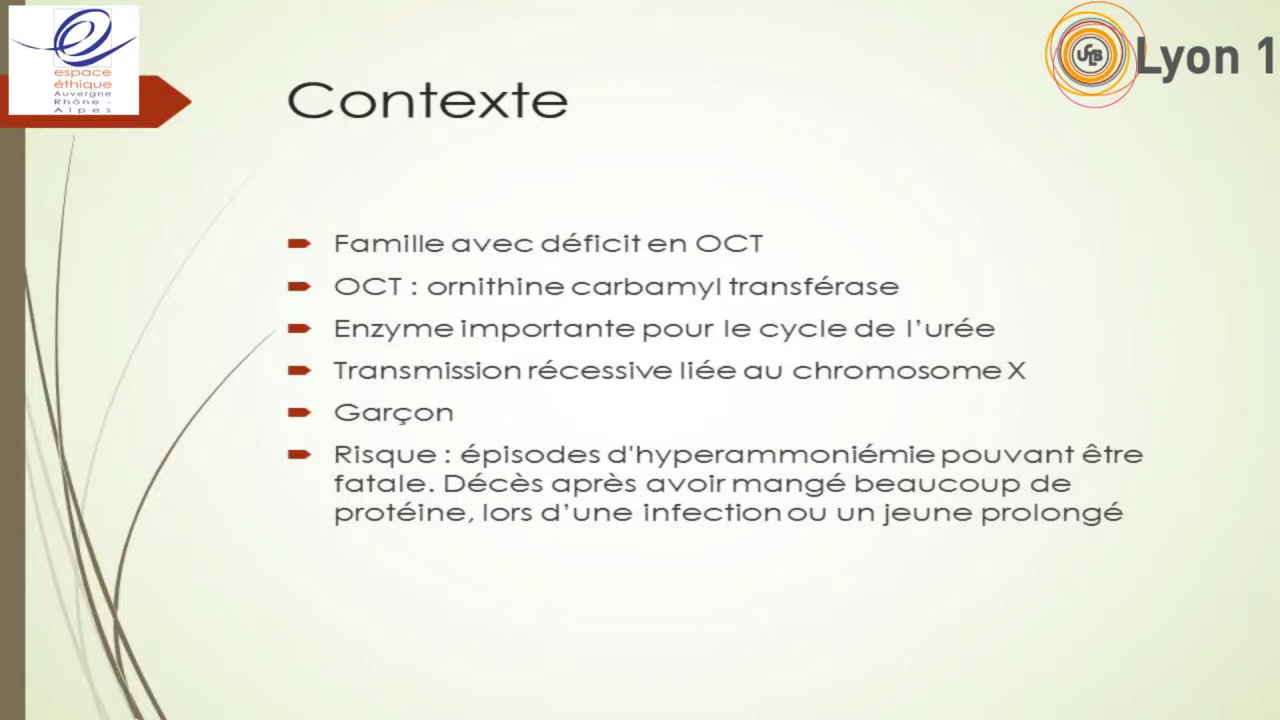 espace
éthique
Auvergne
Rhône -
Alpes
UCLB
Lyon 1
Contexte
Famille avec déficit en OCT
OCT : ornithine carbamyl transférase
Enzyme importante pour le cycle de l'urée
Transmission récessive liée au chromosome X
Garçon
Risque : épisodes d'hyperammoniémie pouvant être
fatale. Décès après avoir mangé beaucoup de
protéine, lors d'une infection ou un jeune prolongé